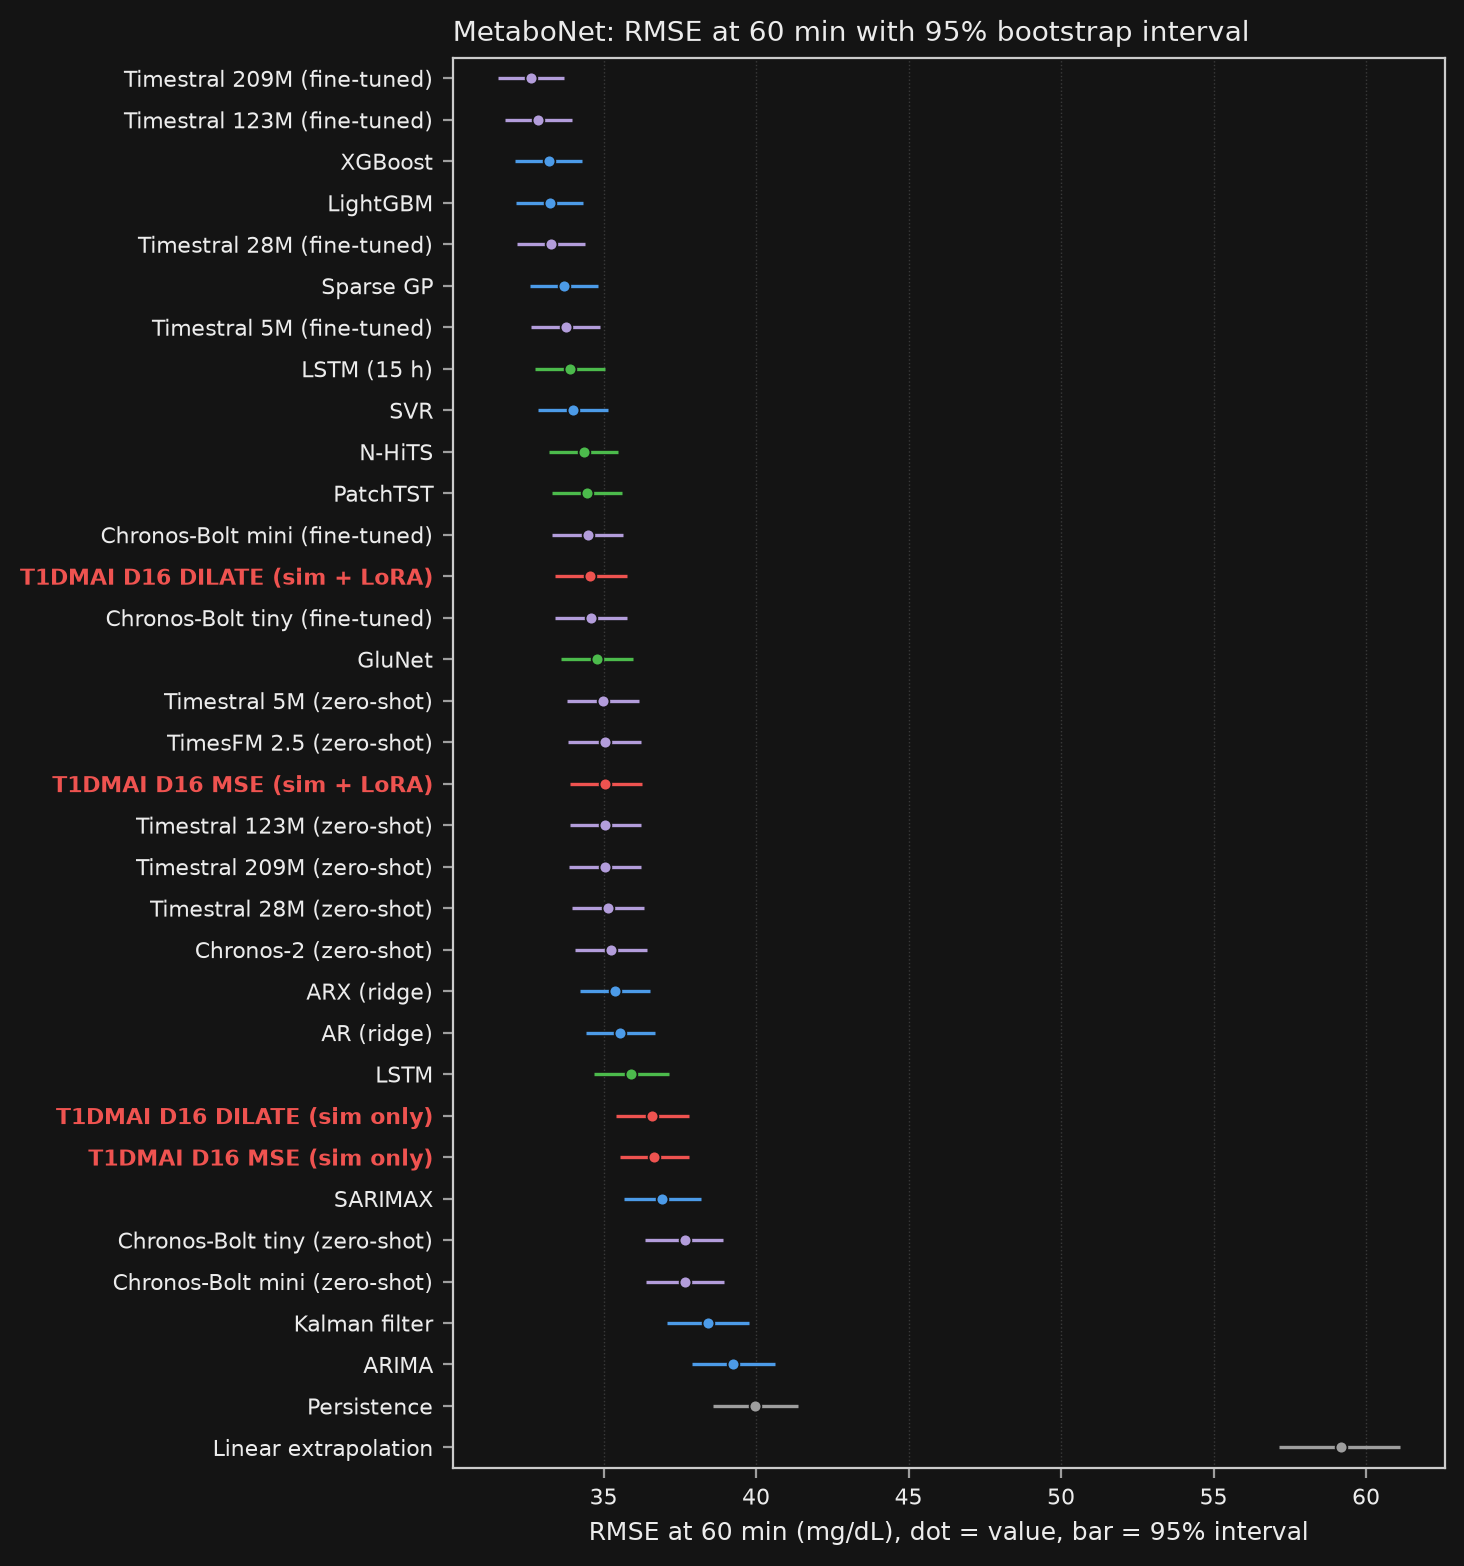 MetaboNet: RMSE at 60 min with 95% bootstrap interval
Timestral 209M (fine-tuned)
Timestral 123M (fine-tuned)
XGBoost
LightGBM
Timestral 28M (fine-tuned)
Sparse GP
Timestral 5M (fine-tuned)
LSTM (15 h)
SVR
N-HiTS
PatchTST
Chronos-Bolt mini (fine-tuned)
T1DMAI D16 DILATE (sim + LoRA)
Chronos-Bolt tiny (fine-tuned)
GluNet
Timestral 5M (zero-shot)
TimesFM 2.5 (zero-shot)
T1DMAI D16 MSE (sim + LoRA)
Timestral 123M (zero-shot)
Timestral 209M (zero-shot)
Timestral 28M (zero-shot)
Chronos-2 (zero-shot)
ARX (ridge)
AR (ridge)
LSTM
T1DMAI D16 DILATE (sim only)
T1DMAI D16 MSE (sim only)
SARIMAX
Chronos-Bolt tiny (zero-shot)
Chronos-Bolt mini (zero-shot)
Kalman filter
ARIMA
Persistence
Linear extrapolation
35 40 45 50 55 60
RMSE at 60 min (mg/dL), dot = value, bar = 95% interval